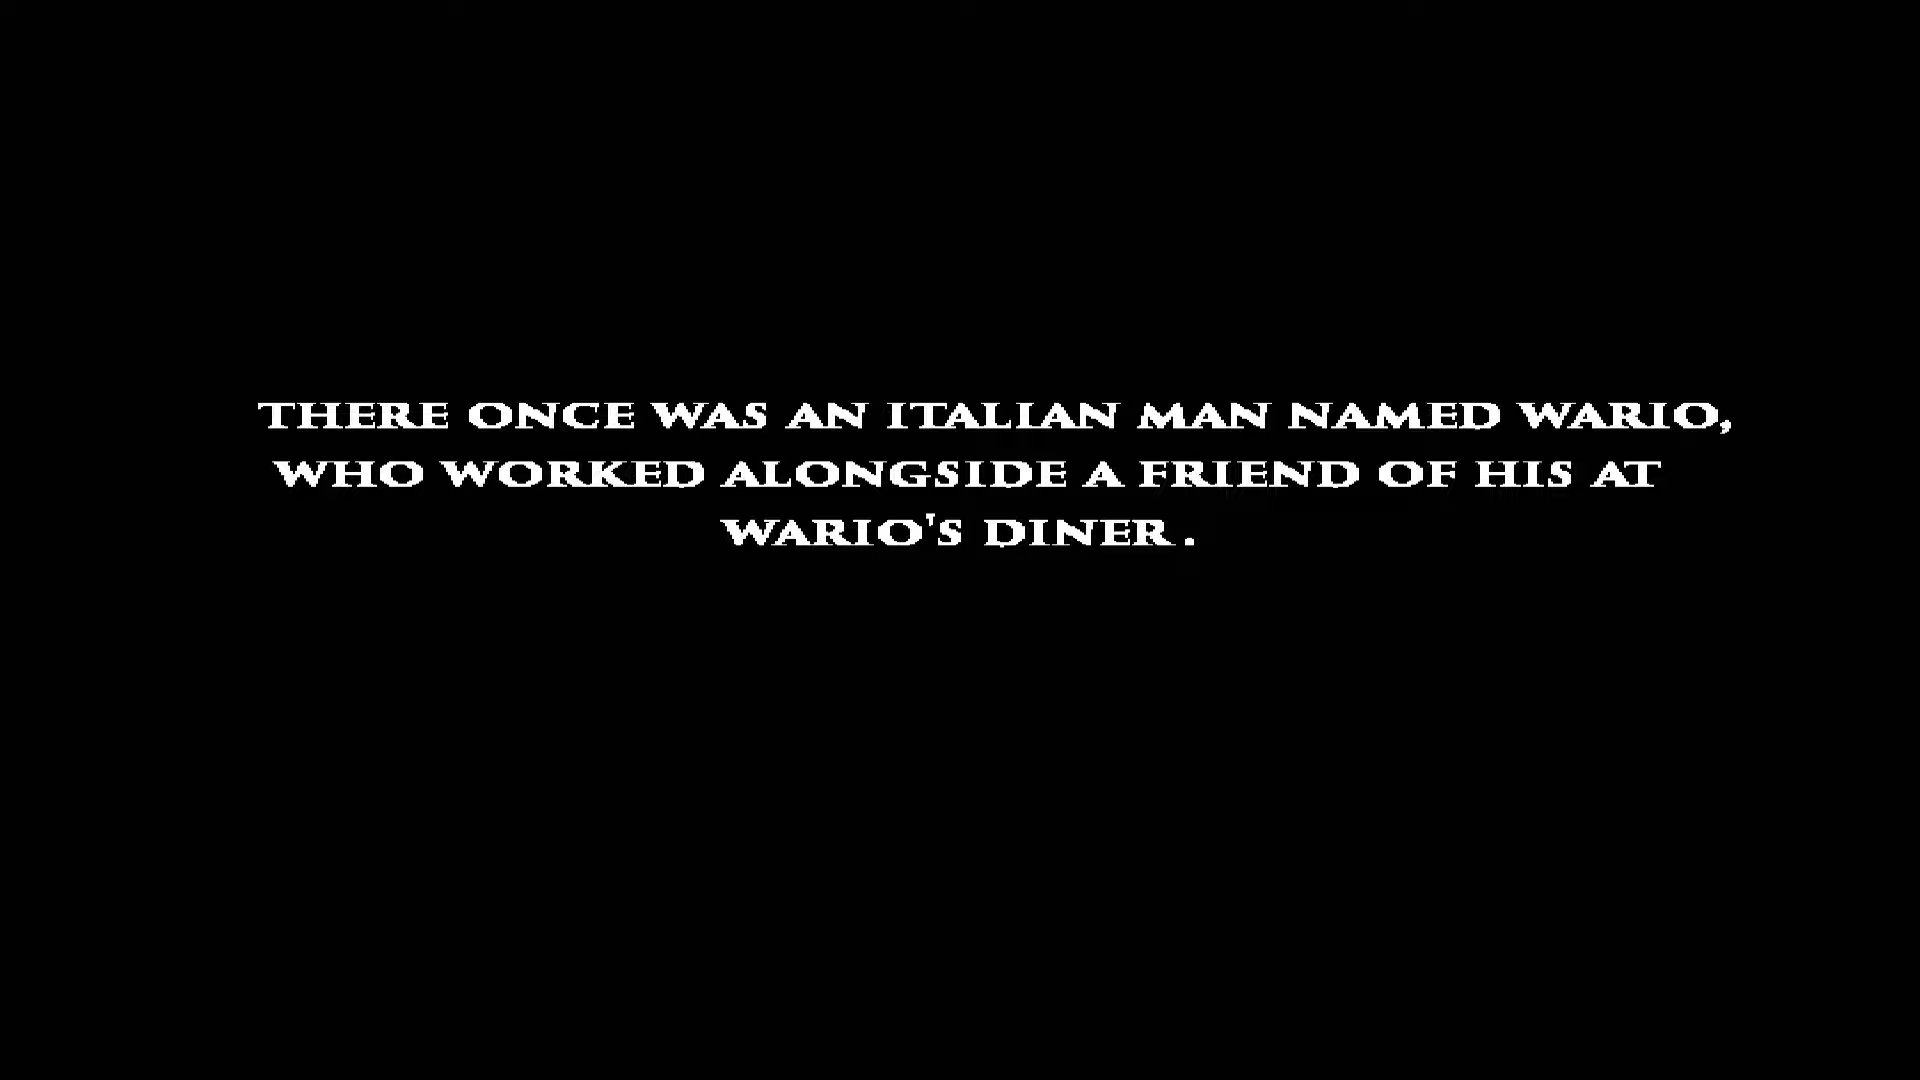 THERE ONCE WAS AN ITALIAN MAN NAMED WARIO,
WHO WORKED ALONGSIDE A FRIEND OF HIS AT
WARIO'S DINER.